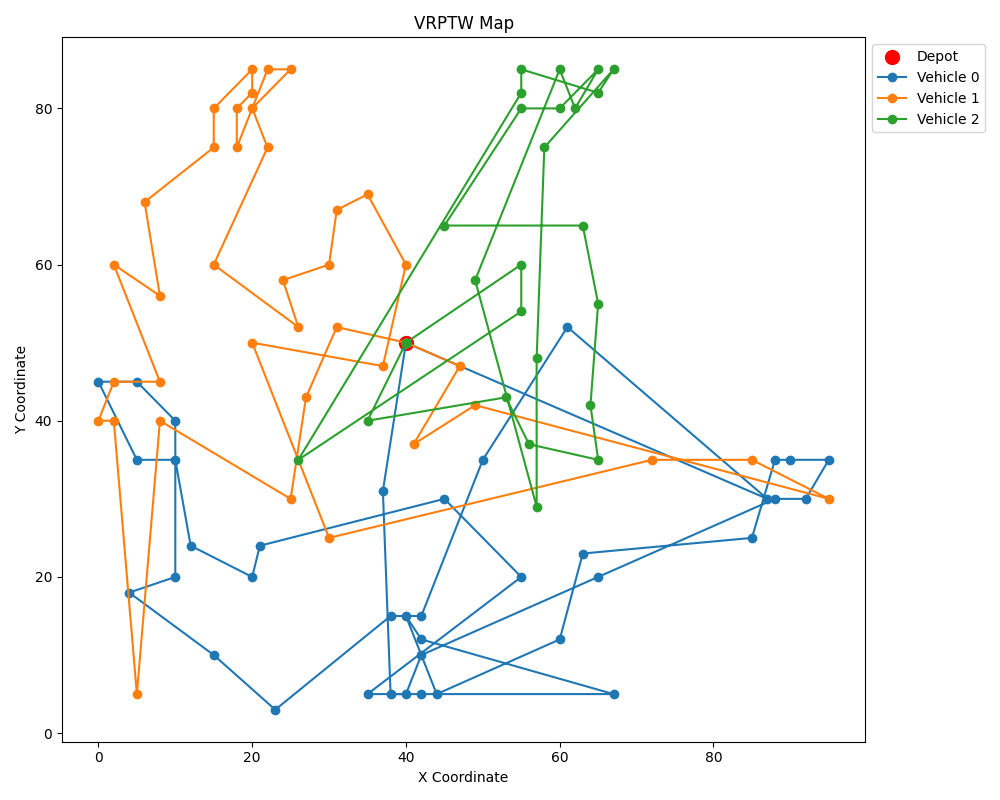 VRPTW Map
Depot
Vehicle 0
Vehicle 1
Vehicle 2
Y Coordinate
80
60
40
20
0
0 20 40 60 80
X Coordinate